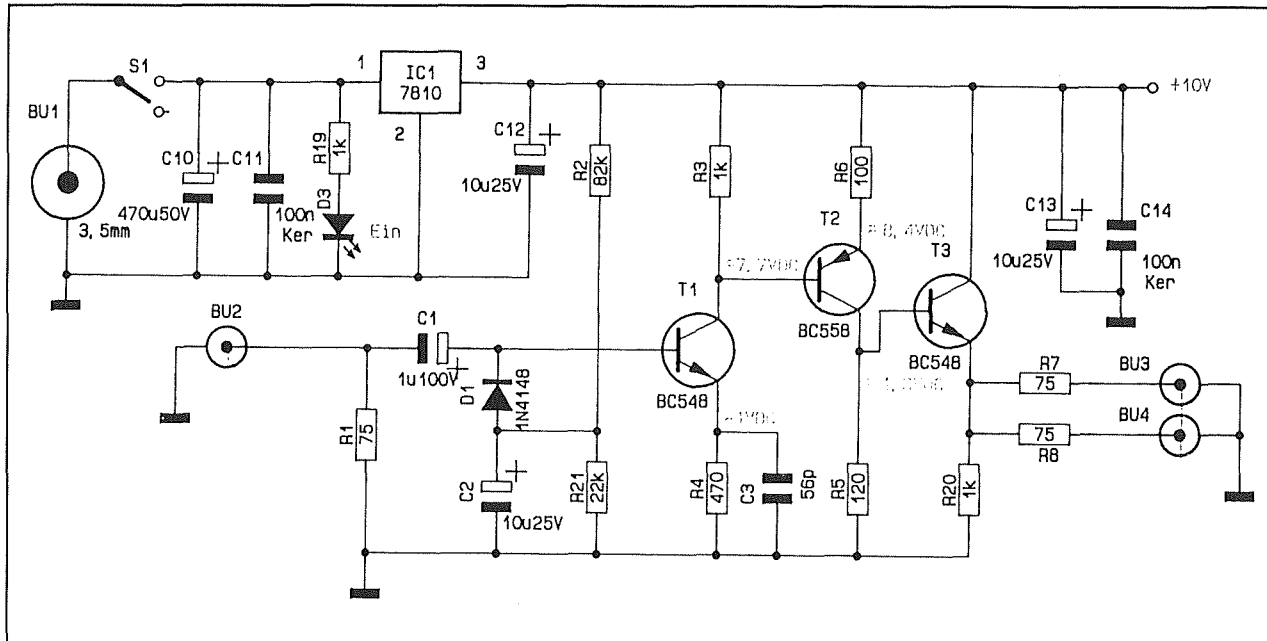 S1
BU1
3,5mm
C10
+
470u50V
C11
100n
Ker
R19
1k
D3
Ein
1
IC1
7810
3
2
C12
+
10u25V
R2
82k
R3
1k
R6
100
+10V
C13
+
10u25V
C14
100n
Ker
T2
BC558
T3
BC548
T1
BC548
BU2
C1
+
1u100V
D1
1N4148
R1
75
C2
+
10u25V
R21
22k
R4
470
C3
56p
R5
120
R20
1k
R7
75
BU3
75
R8
BU4